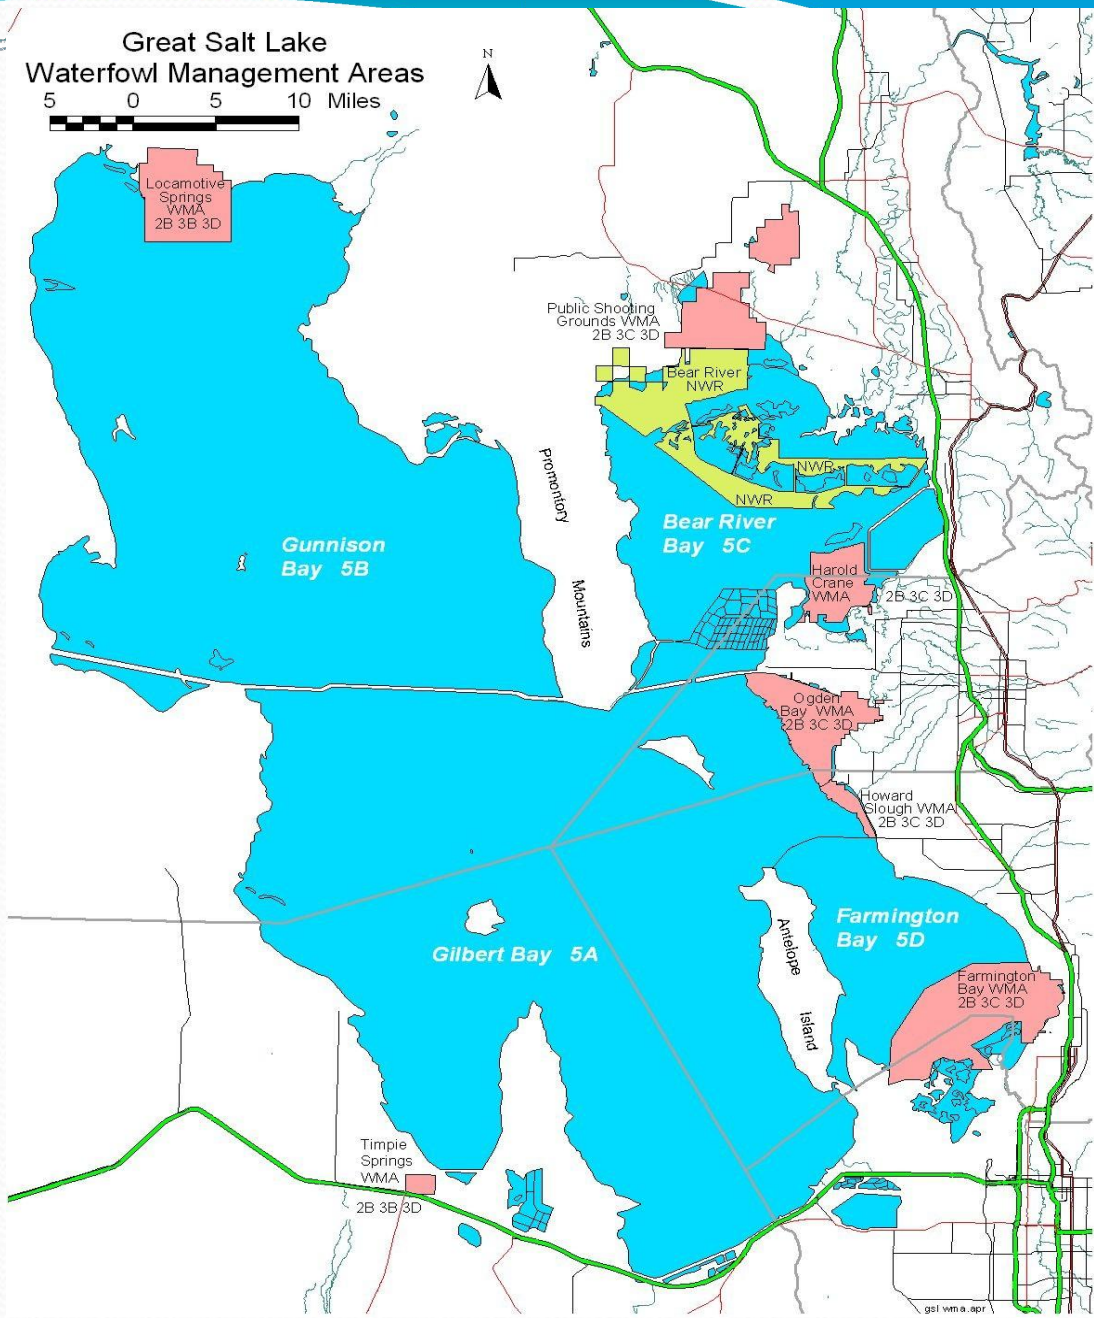 Great Salt Lake
Waterfowl Management Areas
5 0 5 10 Miles
N
Locamotive
Springs
WMA
2B 3B 3D
Public Shooting
Grounds WMA
2B 3C 3D
Bear River
NWR
NWR
NWR
Promontory
Mountains
Bear River
Bay 5C
Gunnison
Bay 5B
Harold
Crane
WMA
2B 3C 3D
Ogden
Bay WMA
2B 3C 3D
Howard
Slough WMA
2B 3C 3D
Antelope
Island
Farmington
Bay 5D
Gilbert Bay 5A
Farmington
Bay WMA
2B 3C 3D
Timpie
Springs
WMA
2B 3B 3D
gsl wma.apr